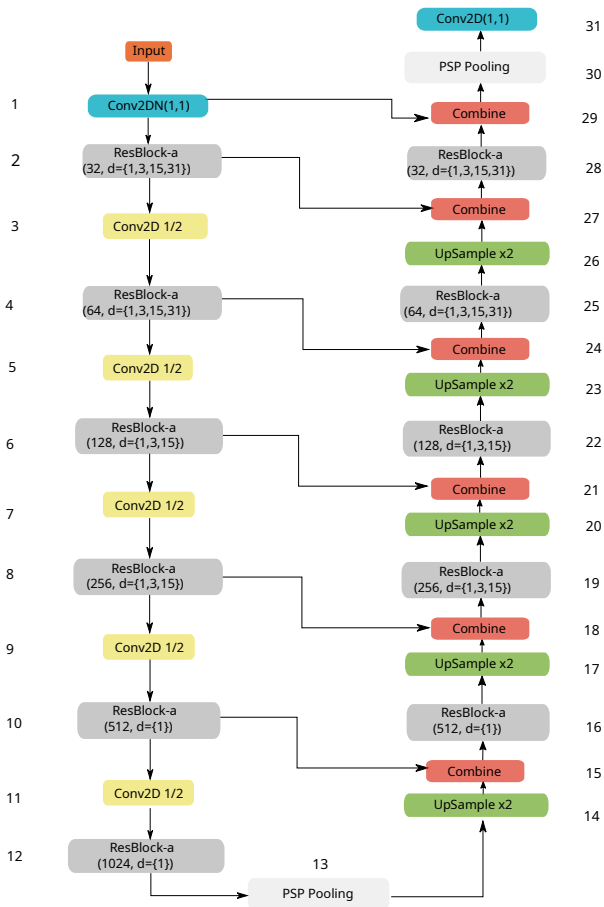 Input
1
Conv2DN(1,1)
2
ResBlock-a
(32, d={1,3,15,31})
3
Conv2D 1/2
4
ResBlock-a
(64, d={1,3,15,31})
5
Conv2D 1/2
6
ResBlock-a
(128, d={1,3,15})
7
Conv2D 1/2
8
ResBlock-a
(256, d={1,3,15})
9
Conv2D 1/2
10
ResBlock-a
(512, d={1})
11
Conv2D 1/2
12
ResBlock-a
(1024, d={1})
13
PSP Pooling
Conv2D(1,1)
31
PSP Pooling
30
Combine
29
ResBlock-a
(32, d={1,3,15,31})
28
Combine
27
UpSample x2
26
ResBlock-a
(64, d={1,3,15,31})
25
Combine
24
UpSample x2
23
ResBlock-a
(128, d={1,3,15})
22
Combine
21
UpSample x2
20
ResBlock-a
(256, d={1,3,15})
19
Combine
18
UpSample x2
17
ResBlock-a
(512, d={1})
16
Combine
15
UpSample x2
14